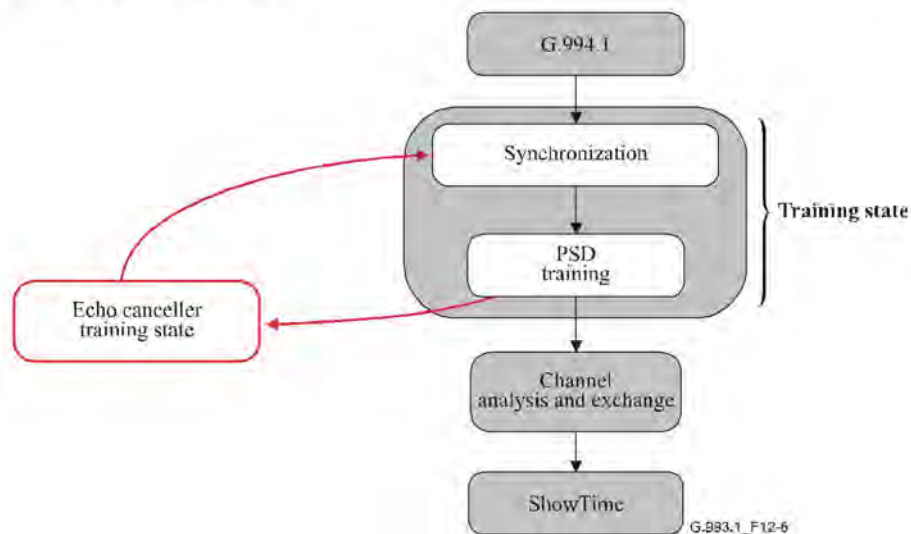 G.994.1
Synchronization
Training state
PSD
training
Echo canceller
training state
Channel
analysis and exchange
ShowTime
G.993.1_F12-6